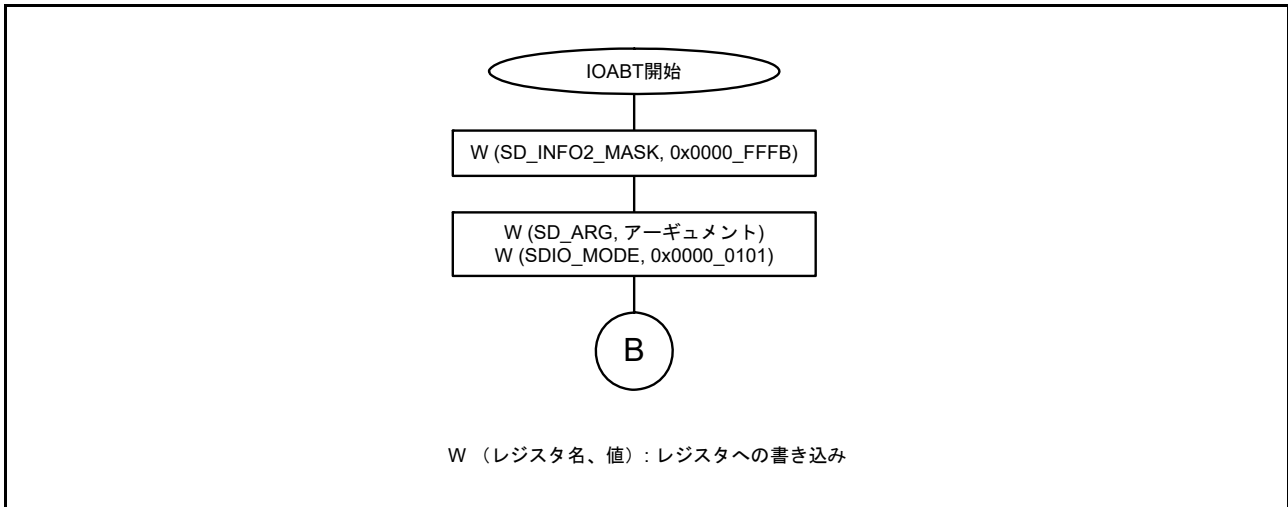 IOABT開始
W (SD_INFO2_MASK, 0x0000_FFFB)
W (SD_ARG, アーギュメント)
W (SDIO_MODE, 0x0000_0101)
B
W （レジスタ名、値）: レジスタへの書き込み